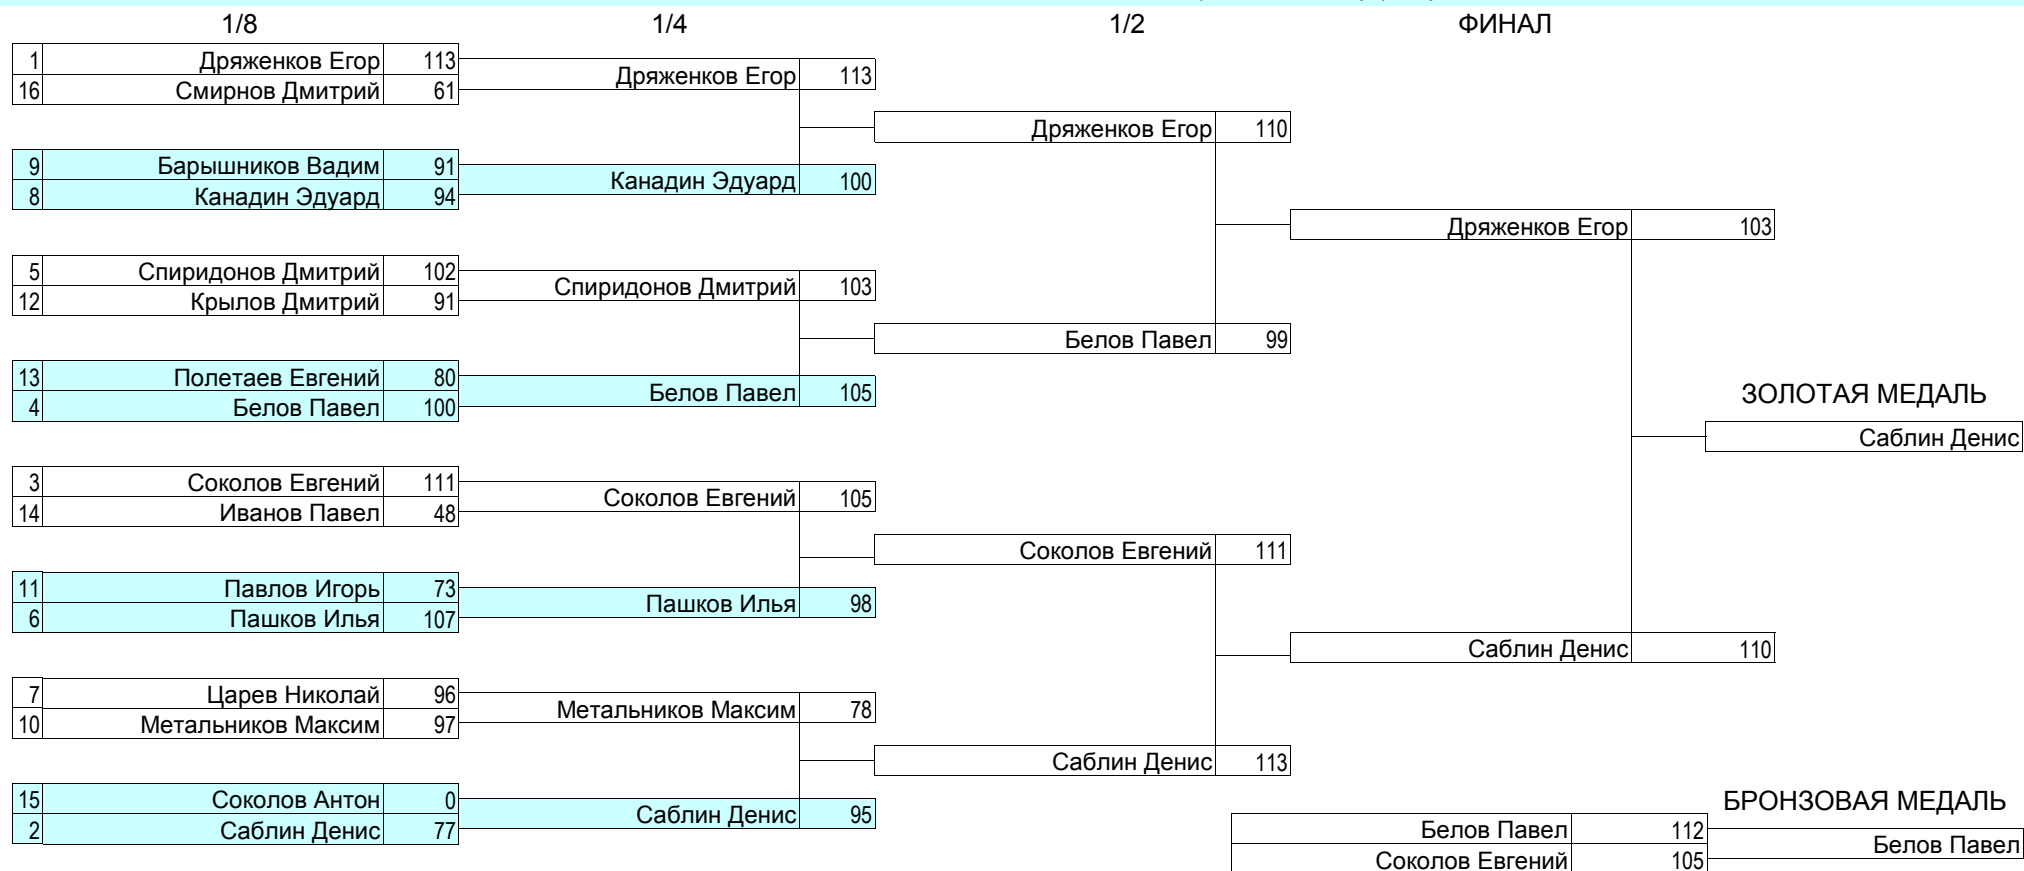 1/8 1/4 1/2 ФИНАЛ
1 Дряженков Егор 113
16 Смирнов Дмитрий 61
Дряженков Егор 113
Дряженков Егор 110
9 Барышников Вадим 91
8 Канадин Эдуард 94
Канадин Эдуард 100
Дряженков Егор 103
5 Спиридонов Дмитрий 102
12 Крылов Дмитрий 91
Спиридонов Дмитрий 103
Белов Павел 99
13 Полетаев Евгений 80
4 Белов Павел 100
Белов Павел 105
ЗОЛОТАЯ МЕДАЛЬ
Саблин Денис
3 Соколов Евгений 111
14 Иванов Павел 48
Соколов Евгений 105
Соколов Евгений 111
11 Павлов Игорь 73
6 Пашков Илья 107
Пашков Илья 98
Саблин Денис 110
7 Царев Николай 96
10 Метальников Максим 97
Метальников Максим 78
Саблин Денис 113
15 Соколов Антон 0
2 Саблин Денис 77
Саблин Денис 95
БРОНЗОВАЯ МЕДАЛЬ
Белов Павел 112
Соколов Евгений 105
Белов Павел